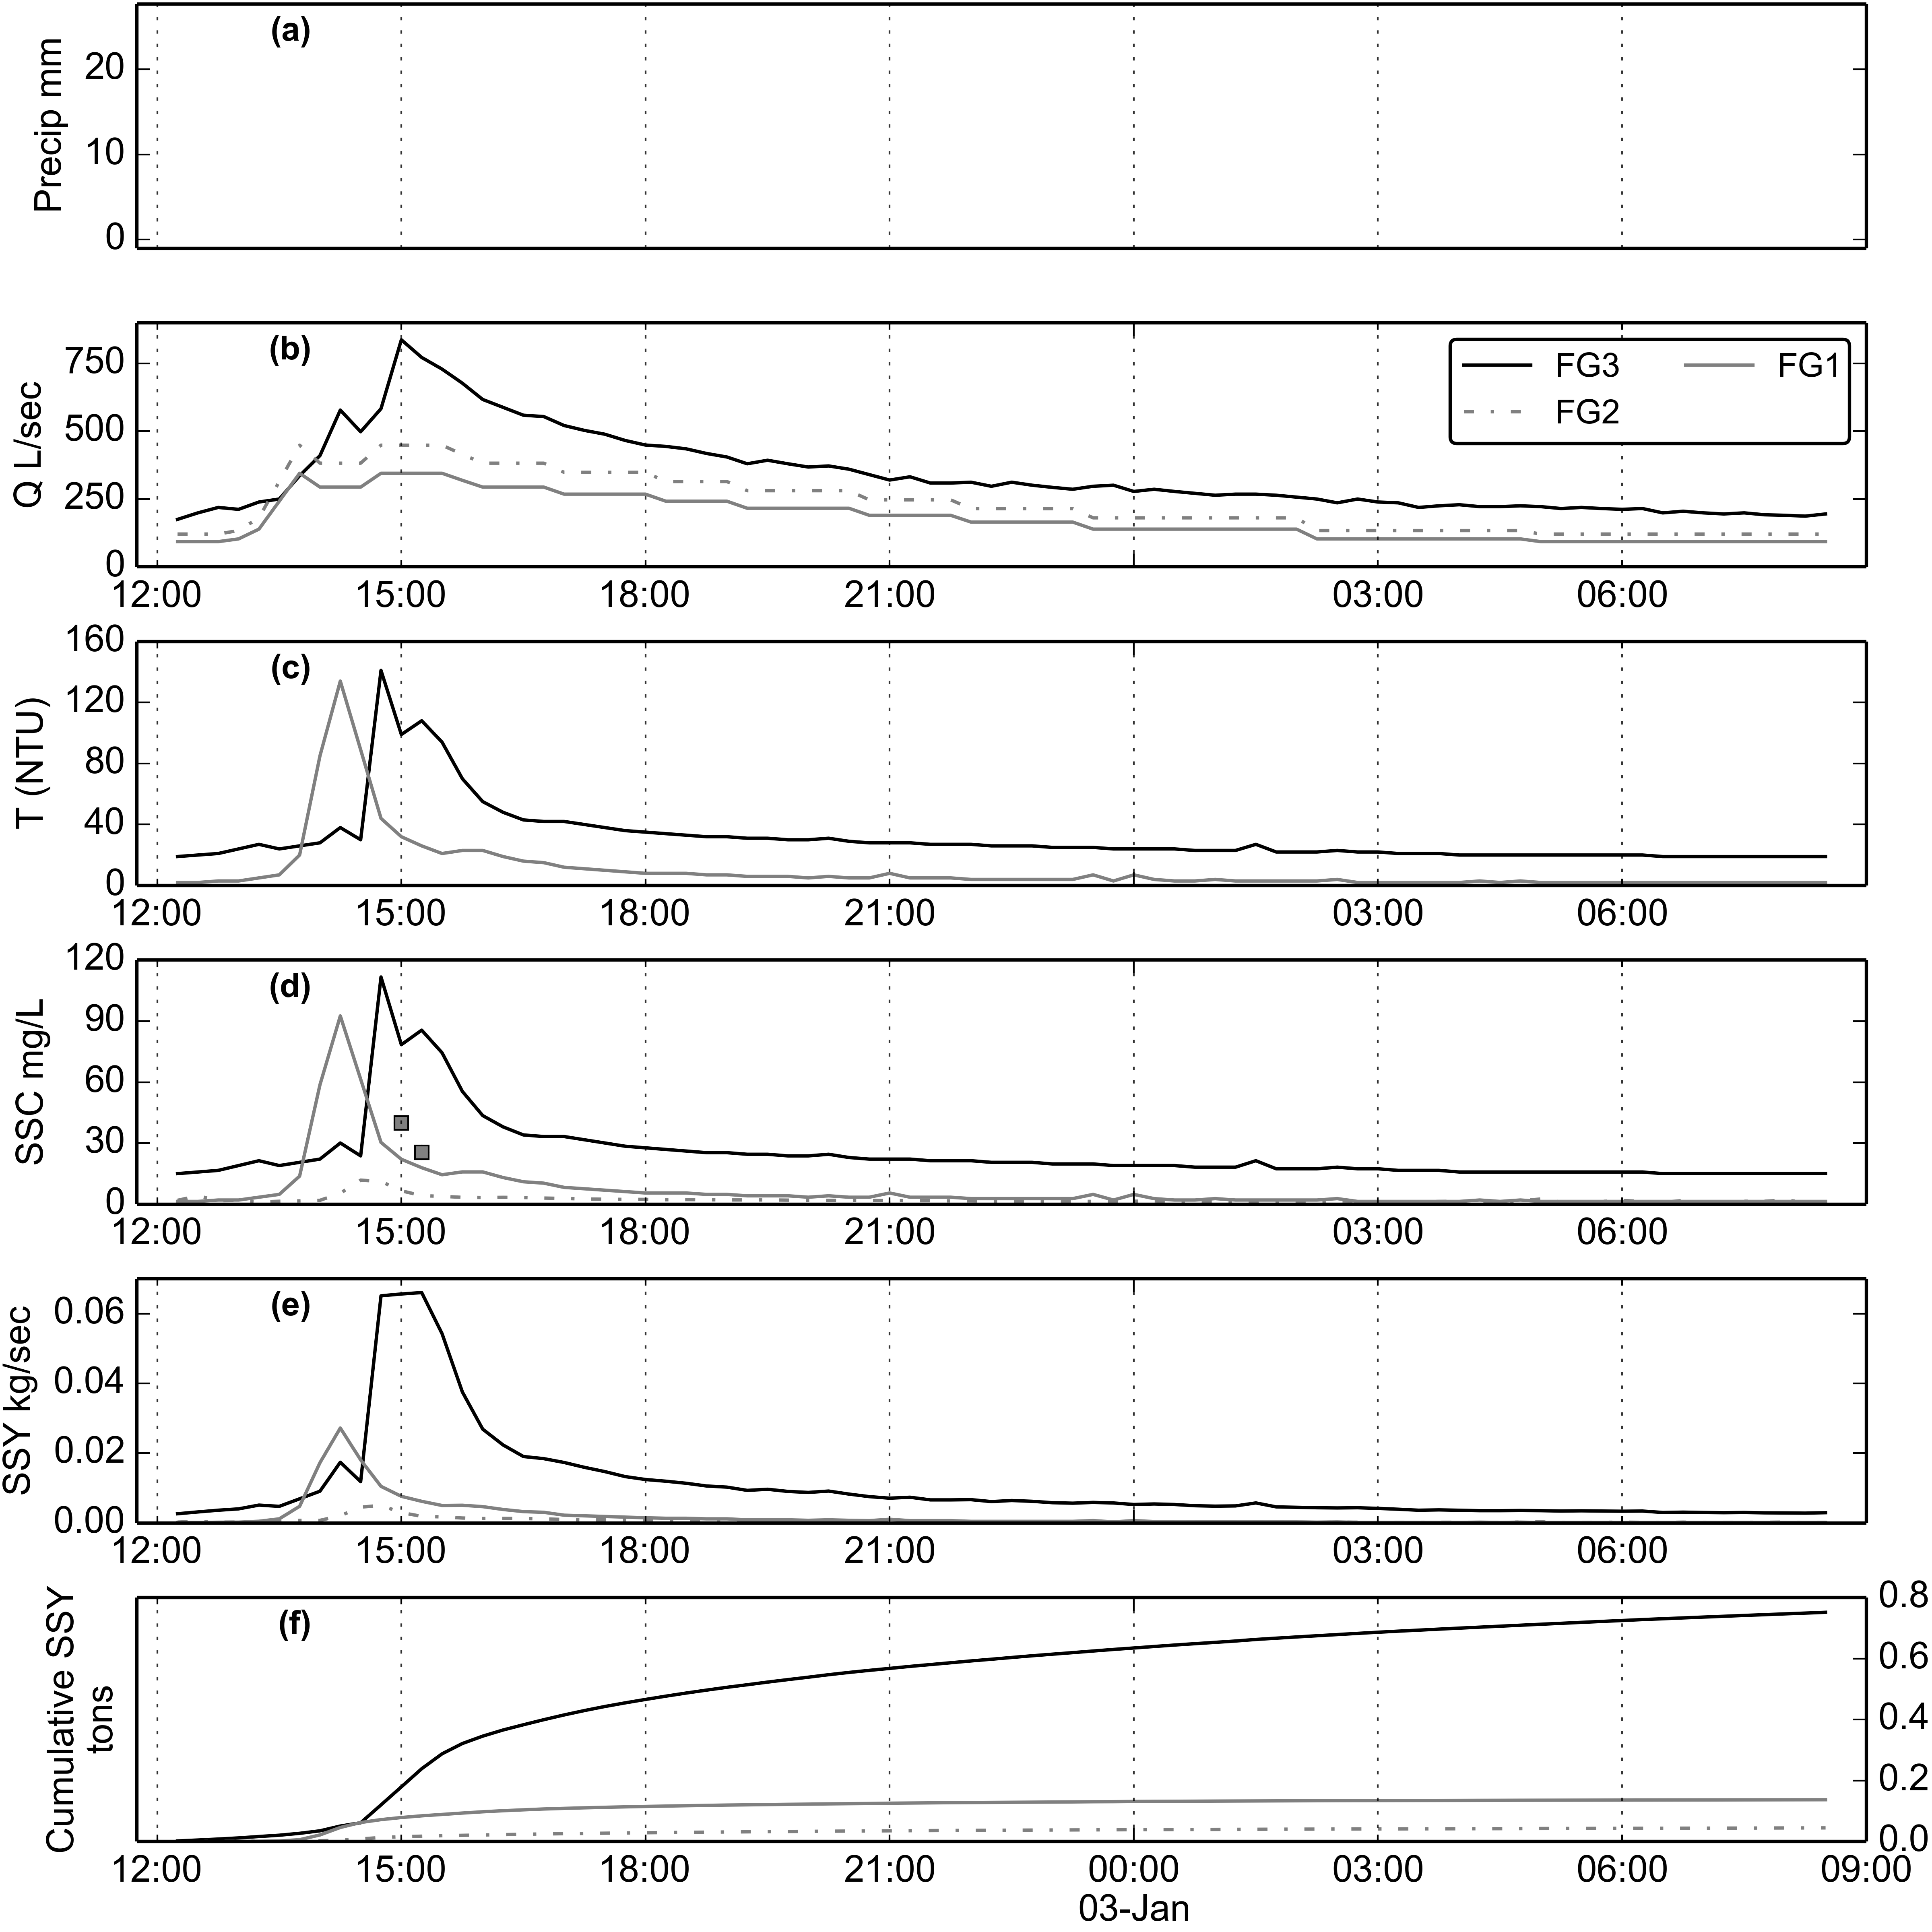 (a)
Precip mm
20
10
0
(b)
Q L/sec
750
500
250
0
FG3 FG1
FG2
12:00 15:00 18:00 21:00 03:00 06:00
(c)
T (NTU)
160
120
80
40
0
12:00 15:00 18:00 21:00 03:00 06:00
(d)
SSC mg/L
120
90
60
30
0
12:00 15:00 18:00 21:00 03:00 06:00
(e)
SSY kg/sec
0.06
0.04
0.02
0.00
12:00 15:00 18:00 21:00 03:00 06:00
(f)
Cumulative SSY
tons
0.8
0.6
0.4
0.2
0.0
12:00 15:00 18:00 21:00 00:00 03:00 06:00 09:00
03-Jan